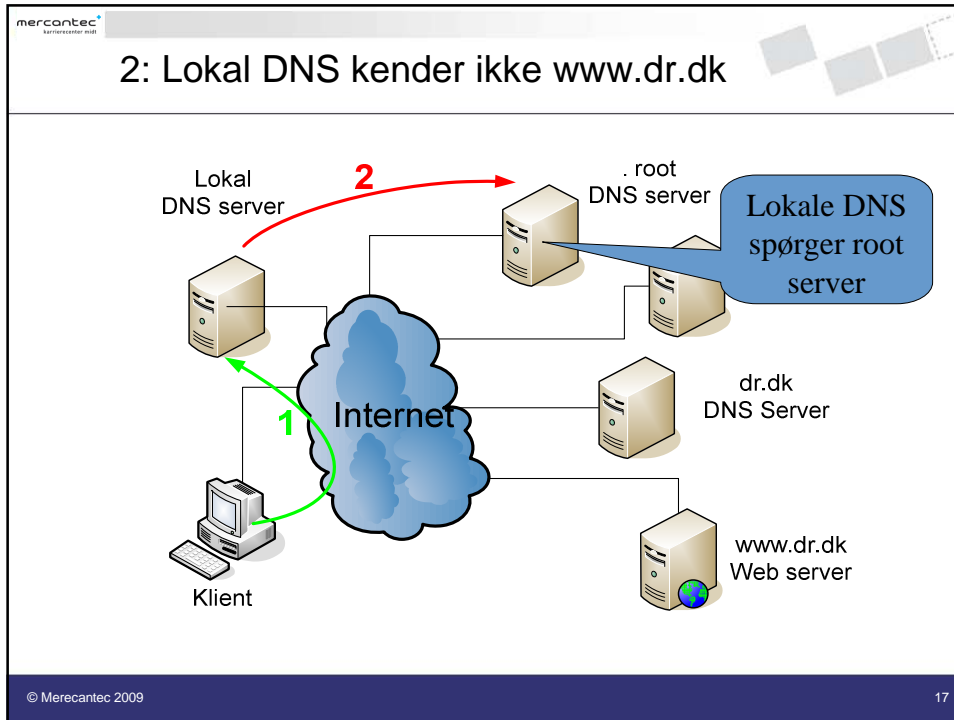 mercantec
karrierecenter midt
2: Lokal DNS kender ikke www.dr.dk
Lokal
DNS server
2
. root
DNS server
Lokale DNS
spørger root
server
1
Internet
dr.dk
DNS Server
www.dr.dk
Web server
Klient
© Merecantec 2009
17